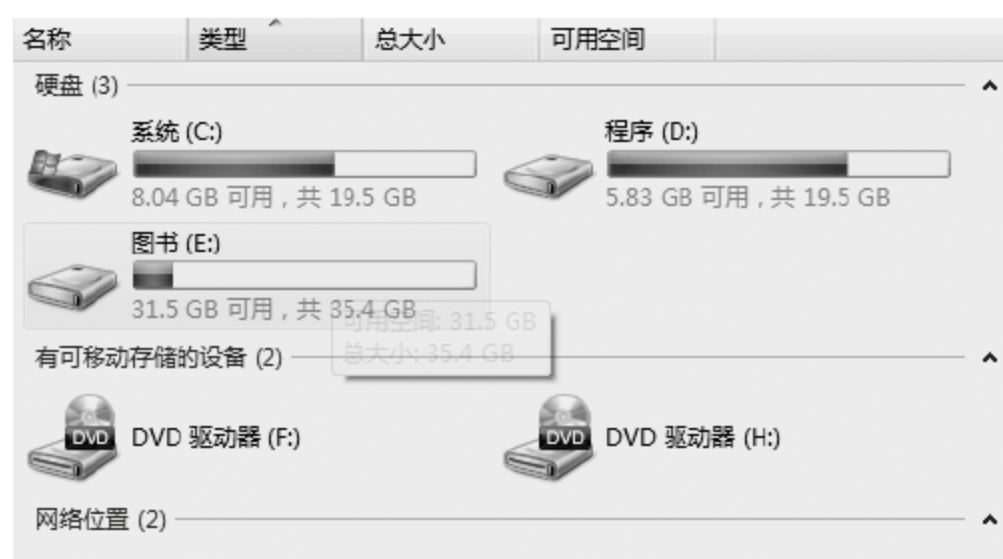 名称 类型 总大小 可用空间
硬盘 (3)
系统 (C:)
8.04 GB 可用，共 19.5 GB
程序 (D:)
5.83 GB 可用，共 19.5 GB
图书 (E:)
31.5 GB 可用，共 35.4 GB
可用空间: 31.5 GB
总大小: 35.4 GB
有可移动存储的设备 (2)
DVD DVD 驱动器 (F:)
DVD DVD 驱动器 (H:)
网络位置 (2)